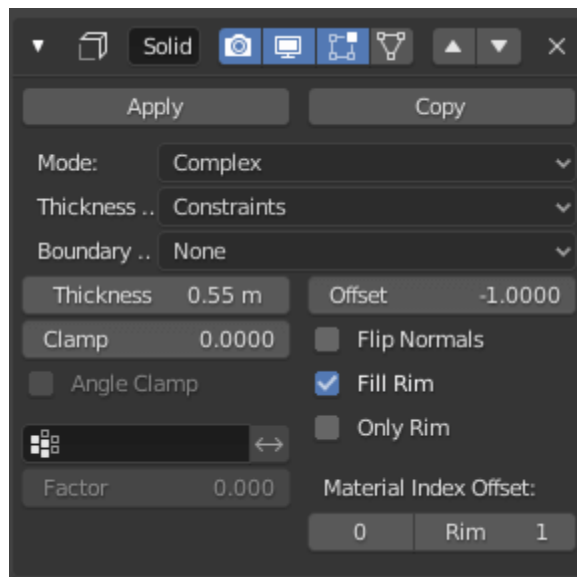 Solid
Apply Copy
Mode: Complex
Thickness .. Constraints
Boundary .. None
Thickness 0.55 m Offset -1.0000
Clamp 0.0000 Flip Normals
Angle Clamp Fill Rim
Only Rim
Factor 0.000 Material Index Offset:
0 Rim 1